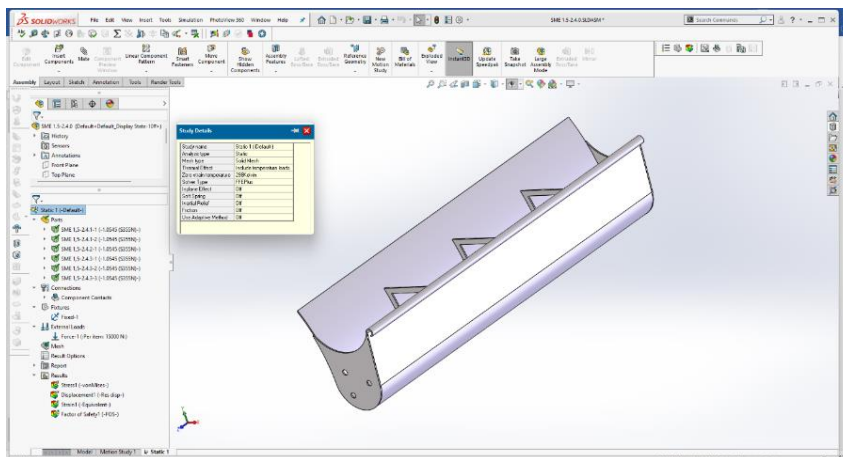 SOLIDWORKS File Edit View Insert Tools Simulation PhotoView 360 Window Help
SME 1.5-2.4.0.SLDASM *
Search Commands
Edit Component
Insert Components
Mate
Component Preview Window
Linear Component Pattern
Smart Fasteners
Move Component
Show Hidden Components
Assembly Features
Reference Geometry
New Motion Study
Bill of Materials
Exploded View
Instant3D
Update Speedpak
Take Snapshot
Large Assembly Mode
Assembly Layout Sketch Annotation Tools Render Tools
SME 1.5-2.4.0 (Default<Default_Display State-1
History
Sensors
Annotations
Front Plane
Top Plane
Study Details
Study name Static 1 (-Default-)
Analysis type Static
Mesh type Solid Mesh
Thermal Effect Include temperature loads
Zero strain temperature 298 Kelvin
Solver Type FFEPlus
Inplane Effect Off
Soft Spring Off
Inertial Relief Off
Friction Off
Use Adaptive Method Off
Static 1 (-Default-)
Parts
SME 1,5-2.4.1-1 (-1.0545 (S355N)-)
SME 1,5-2.4.1-2 (-1.0545 (S355N)-)
SME 1,5-2.4.2-1 (-1.0545 (S355N)-)
SME 1,5-2.4.3-1 (-1.0545 (S355N)-)
SME 1,5-2.4.3-2 (-1.0545 (S355N)-)
SME 1,5-2.4.3-3 (-1.0545 (S355N)-)
Connections
Component Contacts
Fixtures
Fixed-1
External Loads
Force-1 (:Per item: 15000 N:)
Mesh
Result Options
Report
Results
Stress1 (-vonMises-)
Displacement1 (-Res disp-)
Strain1 (-Equivalent-)
Factor of Safety1 (-FOS-)
Model Motion Study 1 Static 1